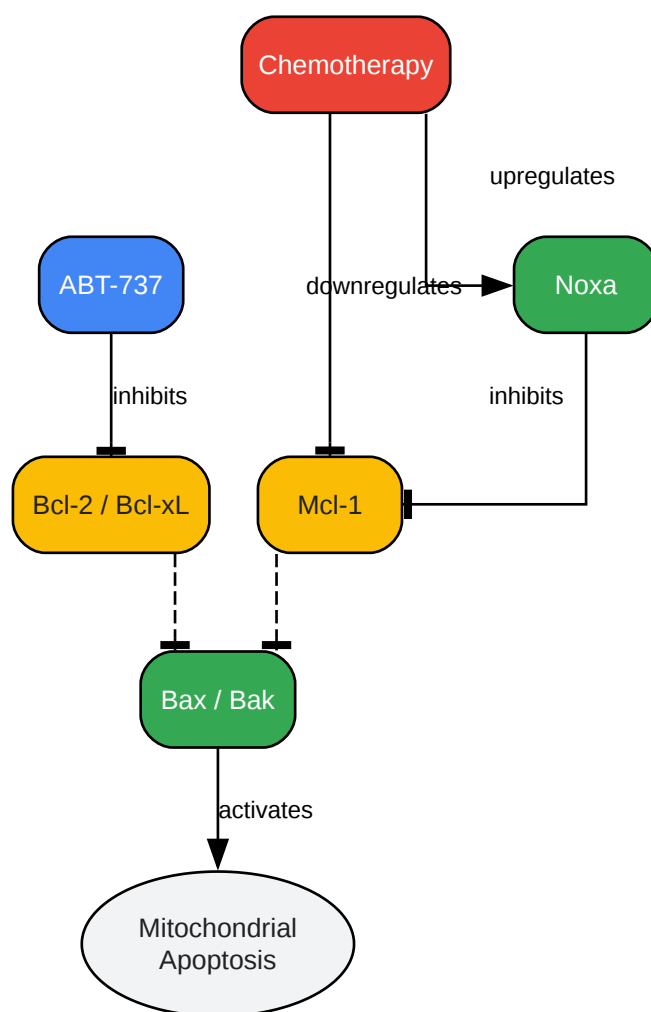 Chemotherapy
upregulates
ABT-737
downregulates
Noxa
inhibits
inhibits
Bcl-2 / Bcl-xL
Mcl-1
Bax / Bak
activates
Mitochondrial
Apoptosis